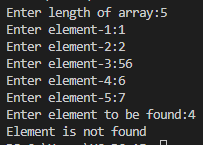 Enter length of array:5
Enter element-1:1
Enter element-2:2
Enter element-3:56
Enter element-4:6
Enter element-5:7
Enter element to be found:4
Element is not found